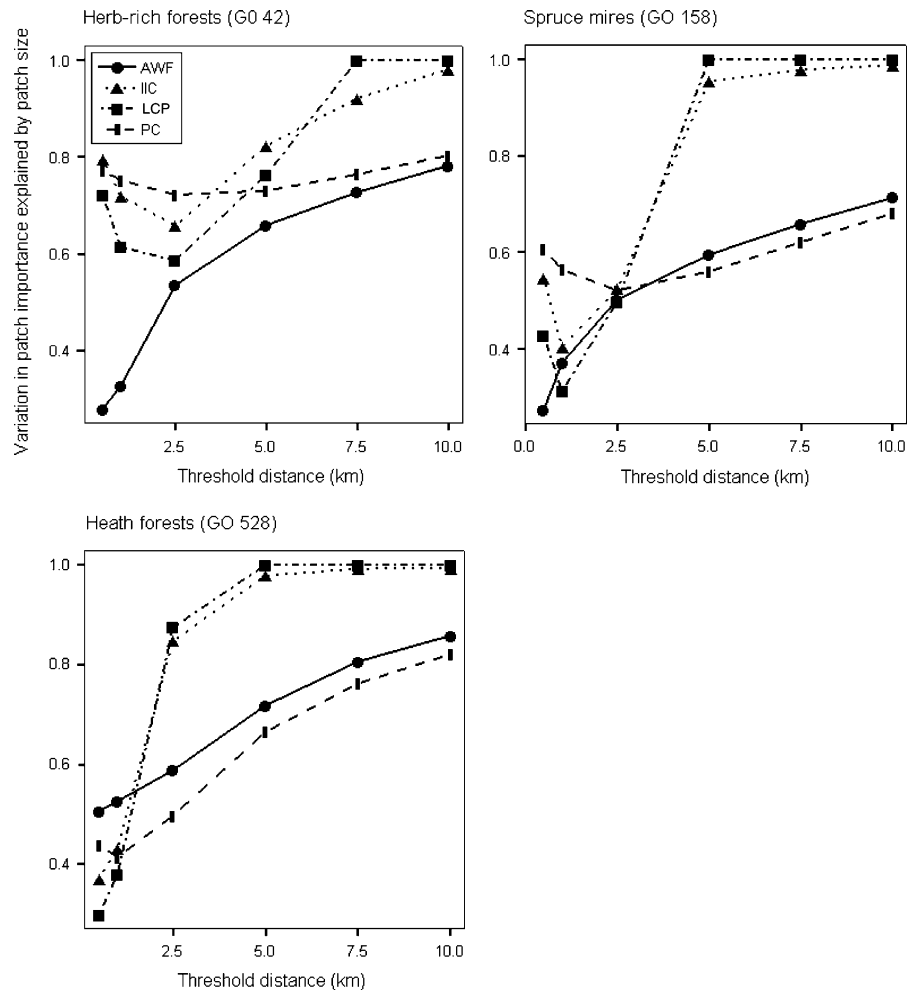 Herb-rich forests (G0 42)
Spruce mires (GO 158)
Variation in patch importance explained by patch size
1.0
0.8
0.6
0.4
AWF
IIC
LCP
PC
2.5 5.0 7.5 10.0
Threshold distance (km)
1.0
0.8
0.6
0.4
0.0 2.5 5.0 7.5 10.0
Threshold distance (km)
Heath forests (GO 528)
1.0
0.8
0.6
0.4
2.5 5.0 7.5 10.0
Threshold distance (km)